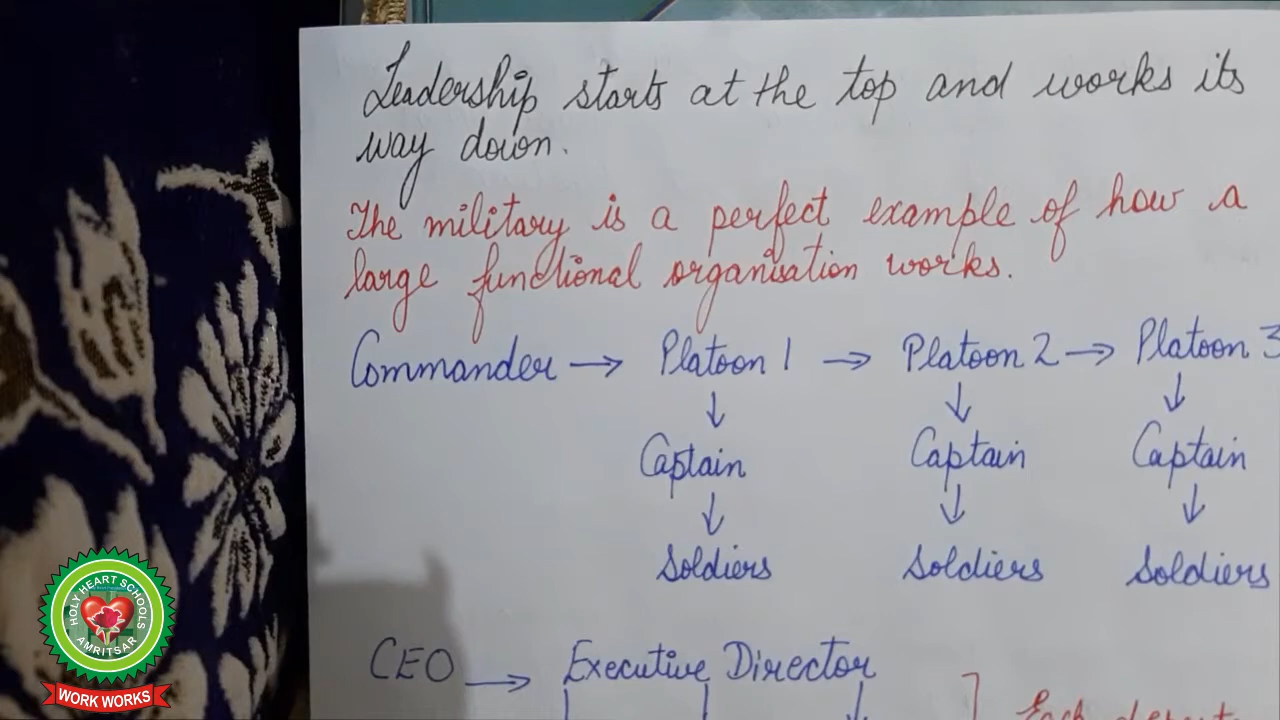 Leadership starts at the top and works its
way down.
The military is a perfect example of how a
large functional organisation works.
Commander → Platoon 1 → Platoon 2 → Platoon 3
↓ ↓ ↓
Captain Captain Captain
↓ ↓ ↓
Soldiers Soldiers Soldiers
CEO → Executive Director
Each
HOLY HEART SCHOOLS
AMRITSAR
WORK WORKS